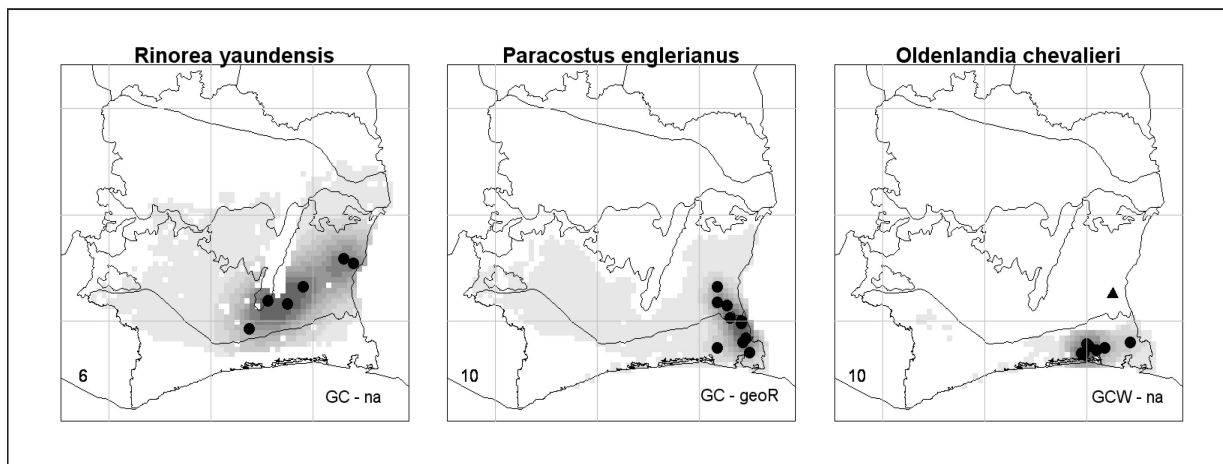 Rinorea yaundensis
6
GC - na
Paracostus englerianus
10
GC - geoR
Oldenlandia chevalieri
10
GCW - na